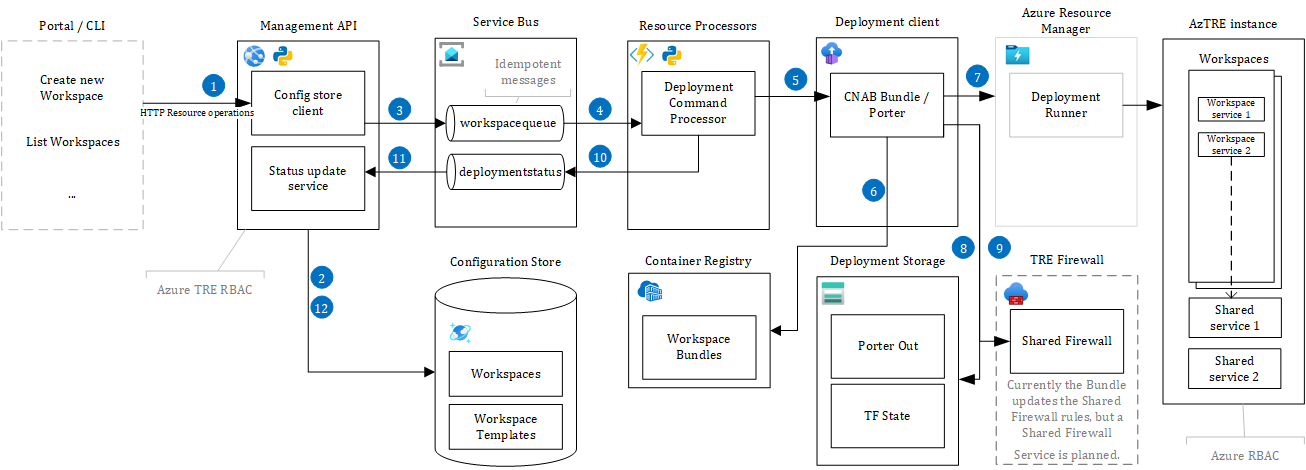 Portal / CLI
Create new
Workspace
List Workspaces
...
1
HTTP Resource operations
Management API
Config store
client
Status update
service
Azure TRE RBAC
2
12
3
11
Service Bus
Idempotent
messages
workspacequeue
deploymentstatus
4
10
Configuration Store
Workspaces
Workspace
Templates
Resource Processors
Deployment
Command
Processor
5
Container Registry
Workspace
Bundles
Deployment client
CNAB Bundle /
Porter
6
7
8
9
Deployment Storage
Porter Out
TF State
Azure Resource
Manager
Deployment
Runner
TRE Firewall
Shared Firewall
Currently the Bundle
updates the Shared
Firewall rules, but a
Shared Firewall
Service is planned.
AzTRE instance
Workspaces
Workspace
service 1
Workspace
service 2
Shared
service 1
Shared
service 2
Azure RBAC